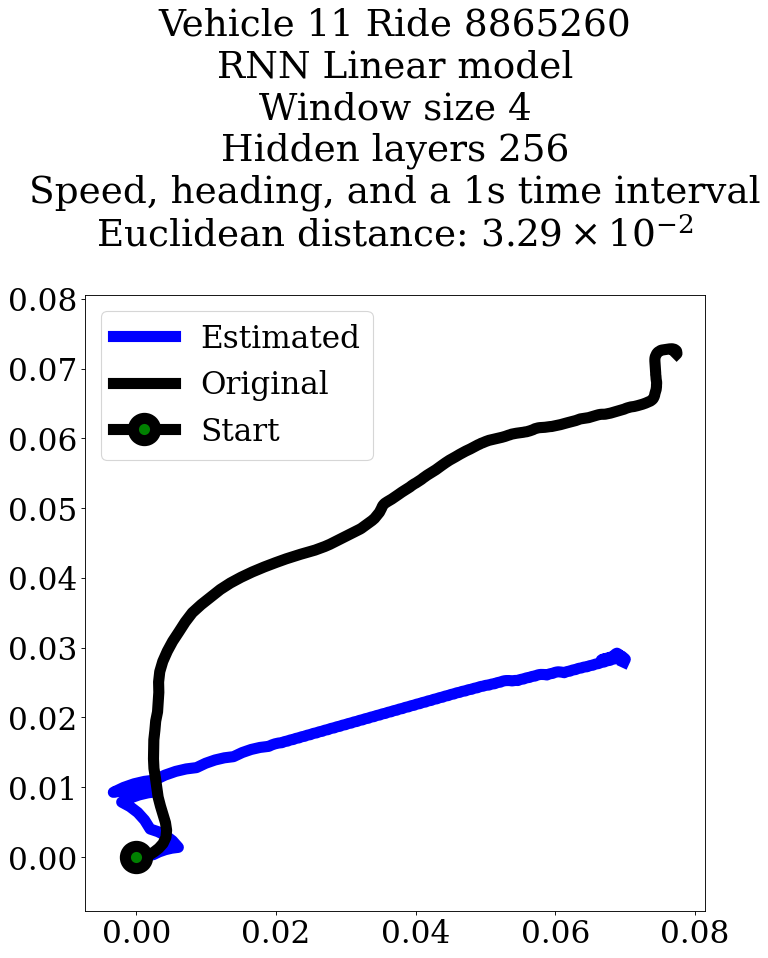 Vehicle 11 Ride 8865260
RNN Linear model
Window size 4
Hidden layers 256
Speed, heading, and a 1s time interval
Euclidean distance: 3.29 × 10⁻²
0.08
Estimated
0.07
Original
0.06
Start
0.05
0.04
0.03
0.02
0.01
0.00
0.00 0.02 0.04 0.06 0.08